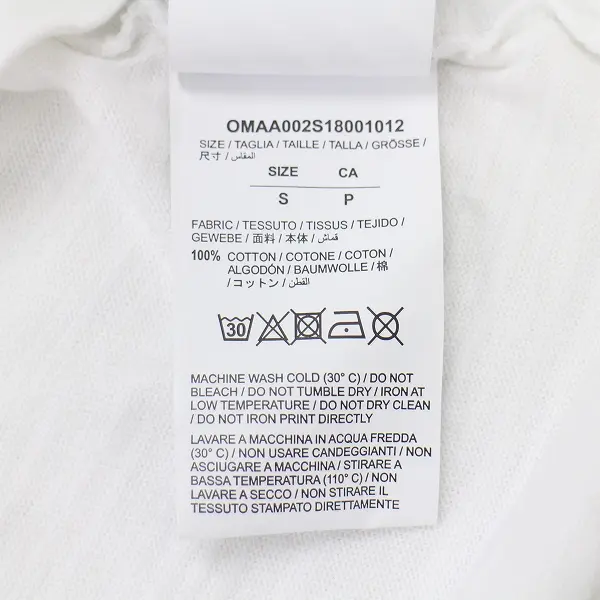 OMAA002S18001012
SIZE / TAGLIA / TAILLE / TALLA / GRÖSSE /
尺寸 / المقاس /
SIZE CA
S P
FABRIC / TESSUTO / TISSUS / TEJIDO /
GEWEBE / 面料 / 本体 / قماش /
100% COTTON / COTONE / COTON /
ALGODÓN / BAUMWOLLE / 棉
/ コットン / القطن /
30
MACHINE WASH COLD (30° C) / DO NOT
BLEACH / DO NOT TUMBLE DRY / IRON AT
LOW TEMPERATURE / DO NOT DRY CLEAN
/ DO NOT IRON PRINT DIRECTLY
LAVARE A MACCHINA IN ACQUA FREDDA
(30° C) / NON USARE CANDEGGIANTI / NON
ASCIUGARE A MACCHINA / STIRARE A
BASSA TEMPERATURA (110° C) / NON
LAVARE A SECCO / NON STIRARE IL
TESSUTO STAMPATO DIRETTAMENTE